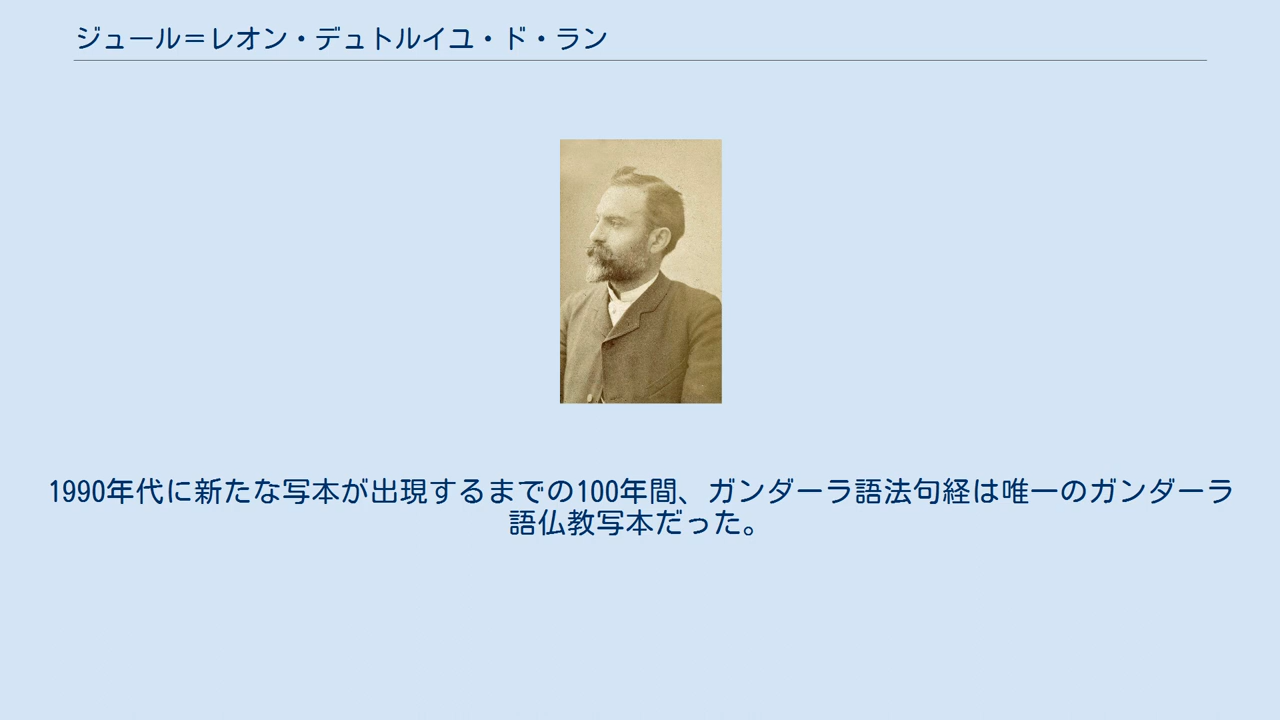 ジュール＝レオン・デュトルイユ・ド・ラン
1990年代に新たな写本が出現するまでの100年間、ガンダーラ語法句経は唯一のガンダーラ
語仏教写本だった。